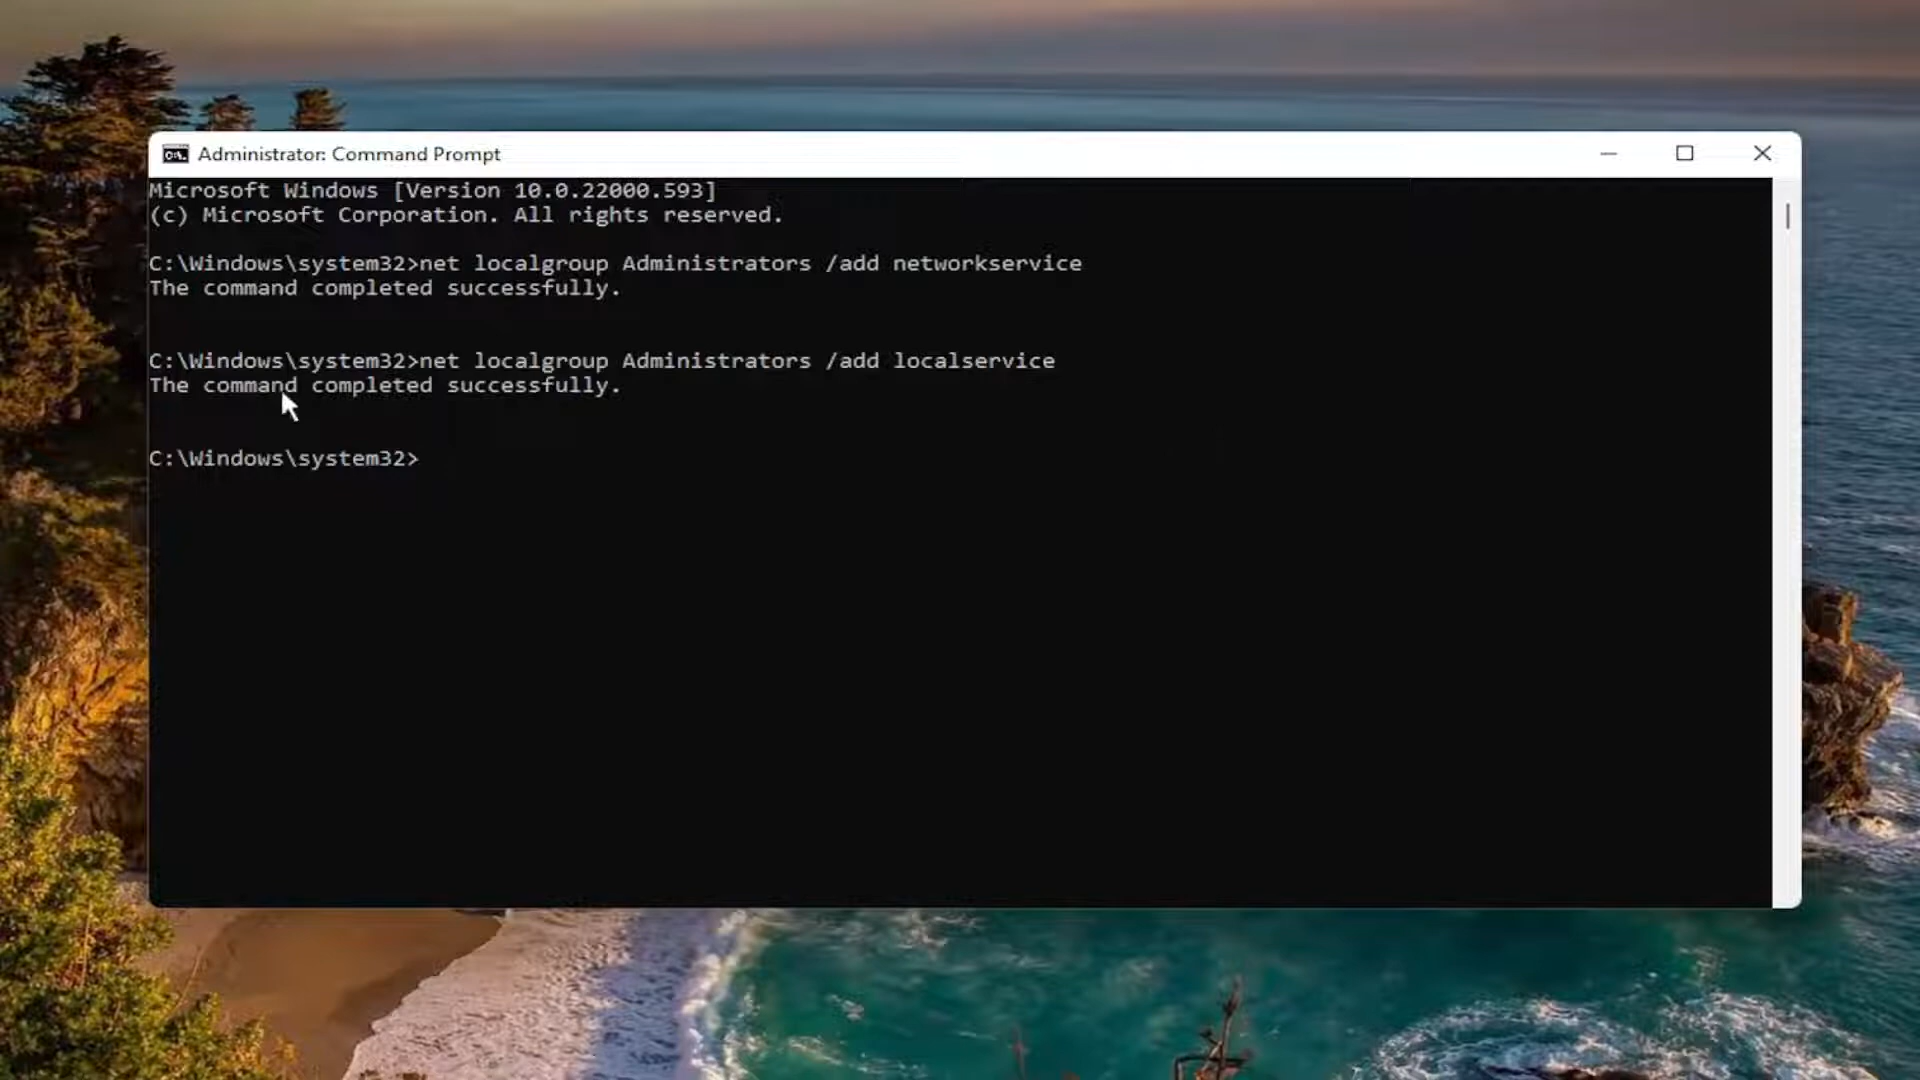 Administrator: Command Prompt
Microsoft Windows [Version 10.0.22000.593]
(c) Microsoft Corporation. All rights reserved.
C:\Windows\system32>net localgroup Administrators /add networkservice
The command completed successfully.
C:\Windows\system32>net localgroup Administrators /add localservice
The command completed successfully.
C:\Windows\system32>